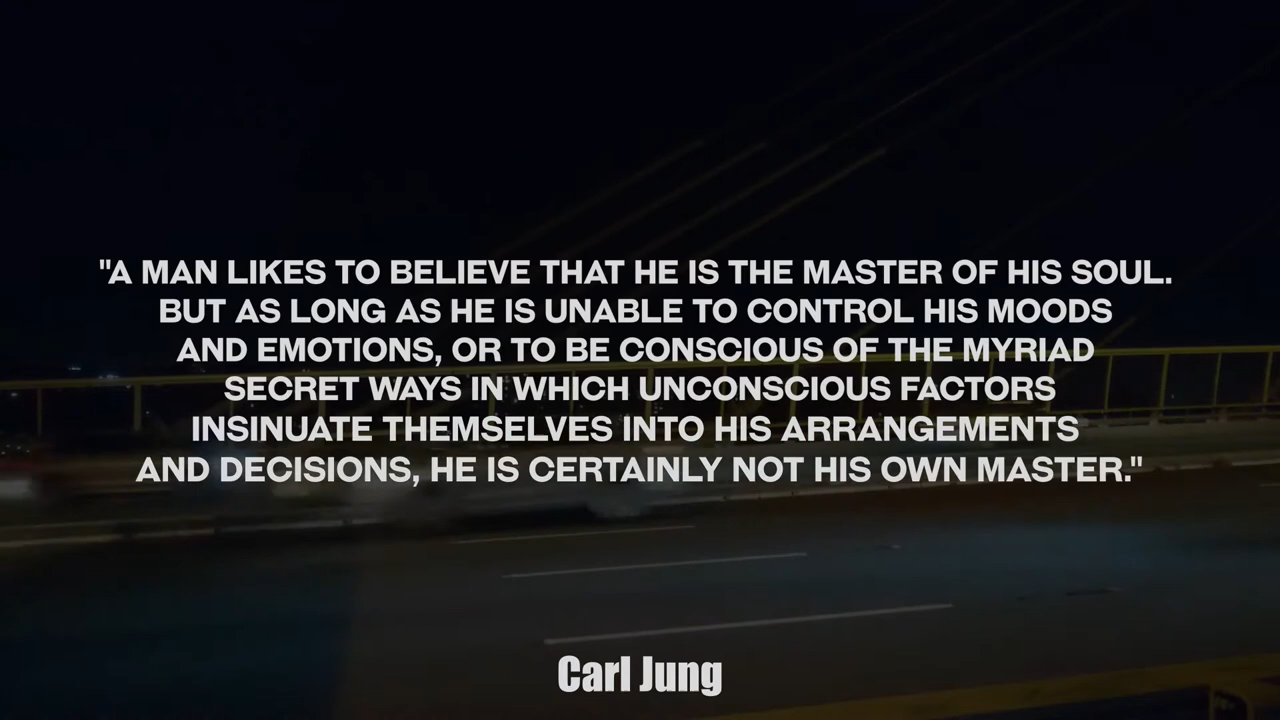 "A MAN LIKES TO BELIEVE THAT HE IS THE MASTER OF HIS SOUL.
BUT AS LONG AS HE IS UNABLE TO CONTROL HIS MOODS
AND EMOTIONS, OR TO BE CONSCIOUS OF THE MYRIAD
SECRET WAYS IN WHICH UNCONSCIOUS FACTORS
INSINUATE THEMSELVES INTO HIS ARRANGEMENTS
AND DECISIONS, HE IS CERTAINLY NOT HIS OWN MASTER."
Carl Jung